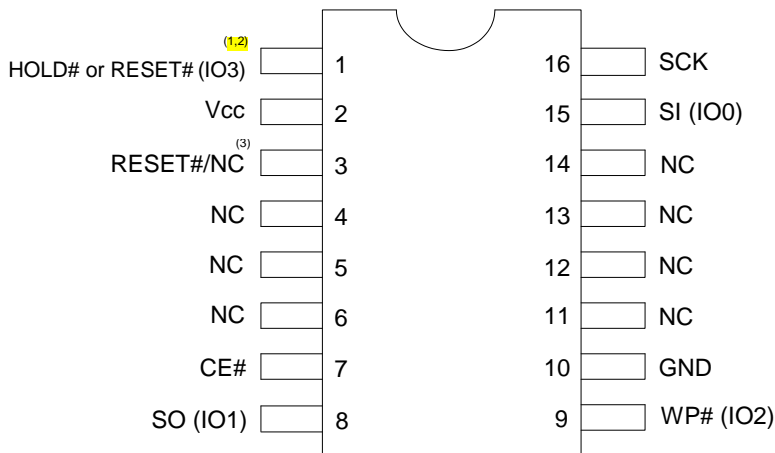 (1,2)
HOLD# or RESET# (IO3) 1 16 SCK
Vcc 2 15 SI (IO0)
(3)
RESET#/NC 3 14 NC
NC 4 13 NC
NC 5 12 NC
NC 6 11 NC
CE# 7 10 GND
SO (IO1) 8 9 WP# (IO2)